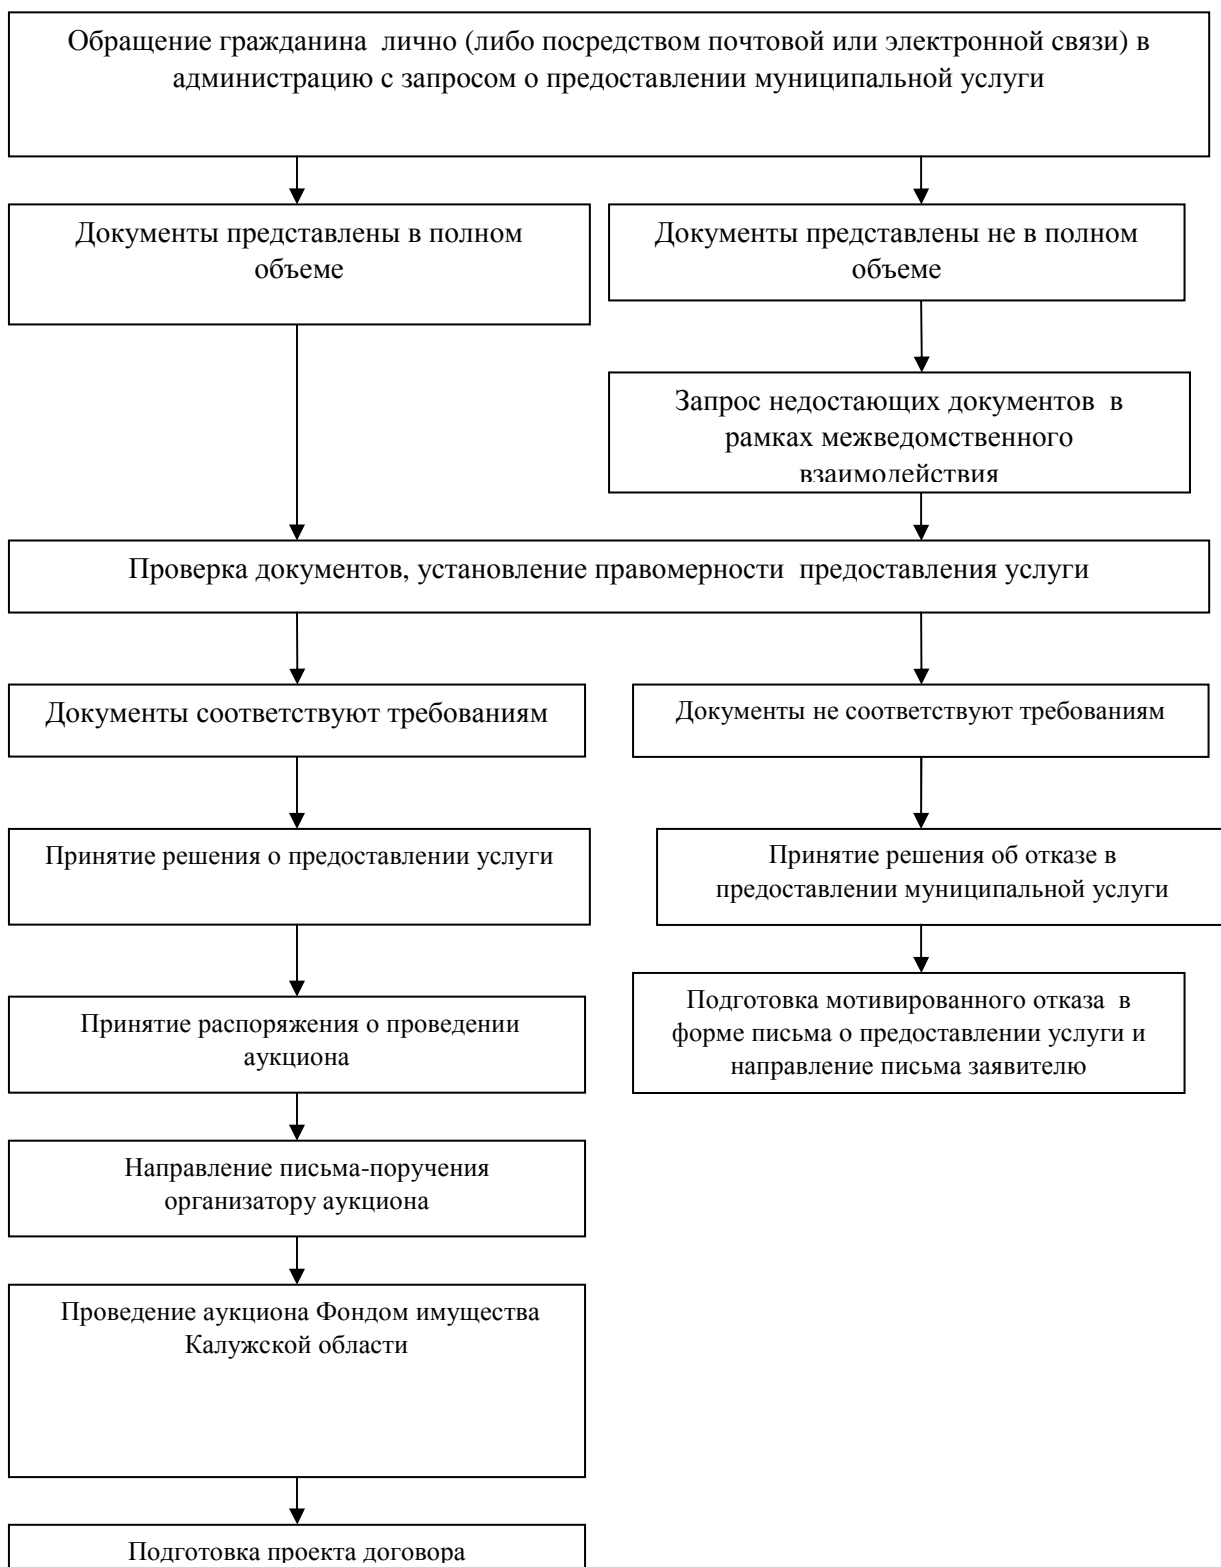 Обращение гражданина лично (либо посредством почтовой или электронной связи) в
администрацию с запросом о предоставлении муниципальной услуги
Документы представлены в полном
объеме
Документы представлены не в полном
объеме
Запрос недостающих документов в
рамках межведомственного
взаимодействия
Проверка документов, установление правомерности предоставления услуги
Документы соответствуют требованиям
Документы не соответствуют требованиям
Принятие решения о предоставлении услуги
Принятие решения об отказе в
предоставлении муниципальной услуги
Принятие распоряжения о проведении
аукциона
Подготовка мотивированного отказа в
форме письма о предоставлении услуги и
направление письма заявителю
Направление письма-поручения
организатору аукциона
Проведение аукциона Фондом имущества
Калужской области
Подготовка проекта договора